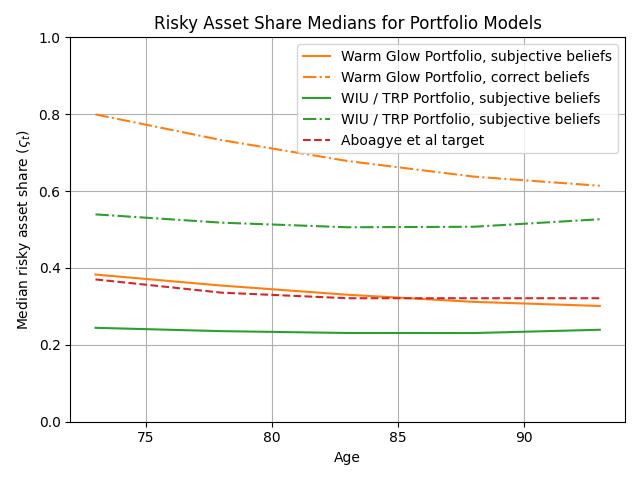 Risky Asset Share Medians for Portfolio Models
1.0
0.8
0.6
0.4
0.2
0.0
Median risky asset share (ςt)
Warm Glow Portfolio, subjective beliefs
Warm Glow Portfolio, correct beliefs
WIU / TRP Portfolio, subjective beliefs
WIU / TRP Portfolio, subjective beliefs
Aboagye et al target
75 80 85 90
Age